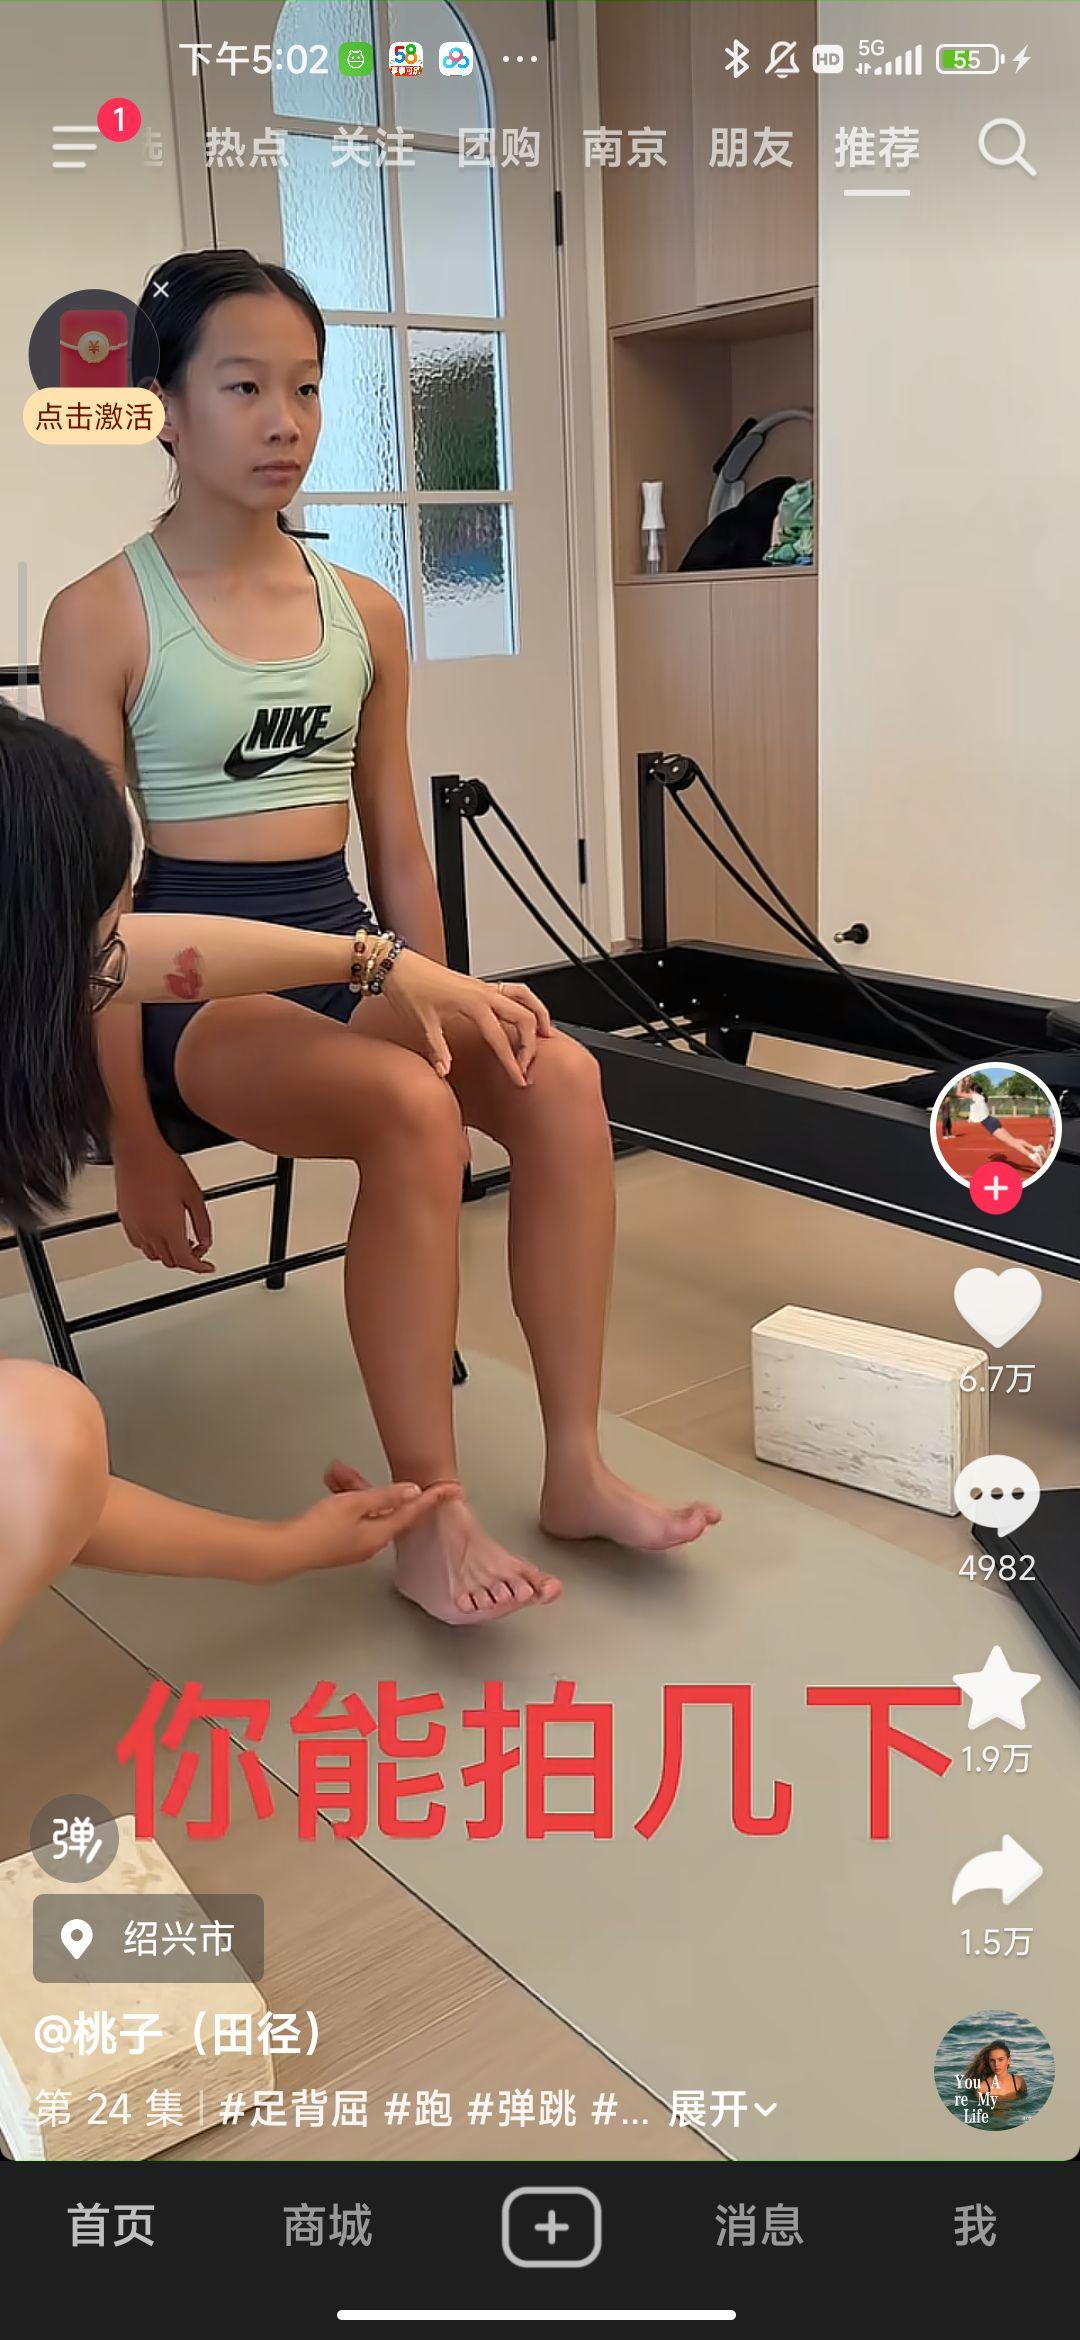 下午5:02 58 HD 5G 55
1
热点 关注 团购 南京 朋友 推荐
点击激活
NIKE
6.7万
4982
你能拍几下
1.9万
弹
绍兴市
1.5万
@桃子（田径）
第 24 集 | #足背屈 #跑 #弹跳 #... 展开
You A
re My
Life
首页 商城 消息 我